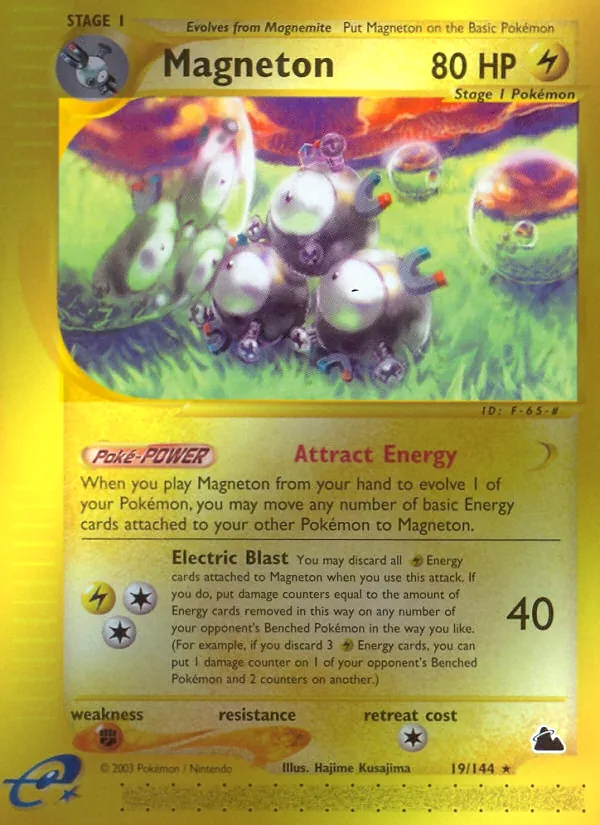 STAGE 1
Evolves from Magnemite Put Magneton on the Basic Pokémon
Magneton 80 HP
Stage 1 Pokémon
ID: F-65-#
Poké-POWER Attract Energy
When you play Magneton from your hand to evolve 1 of
your Pokémon, you may move any number of basic Energy
cards attached to your other Pokémon to Magneton.
Electric Blast You may discard all Energy
cards attached to Magneton when you use this attack. If
you do, put damage counters equal to the amount of
Energy cards removed in this way on any number of
your opponent's Benched Pokémon in the way you like.
(For example, if you discard 3 Energy cards, you can
put 1 damage counter on 1 of your opponent's Benched
Pokémon and 2 counters on another.)
40
weakness resistance retreat cost
© 2003 Pokémon / Nintendo Illus. Hajime Kusajima 19/144 ★
e